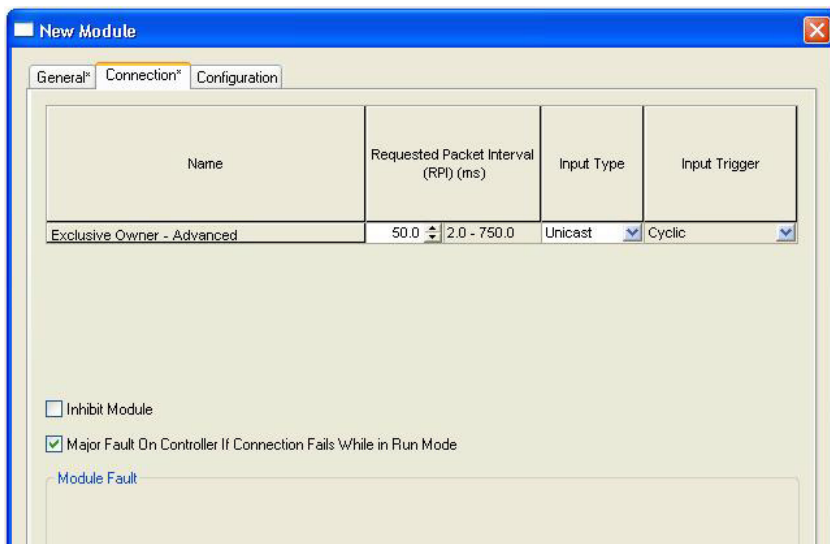 New Module
General* Connection* Configuration
Name
Requested Packet Interval
(RPI) (ms)
Input Type
Input Trigger
Exclusive Owner - Advanced 50.0 2.0 - 750.0 Unicast Cyclic
Inhibit Module
Major Fault On Controller If Connection Fails While in Run Mode
Module Fault